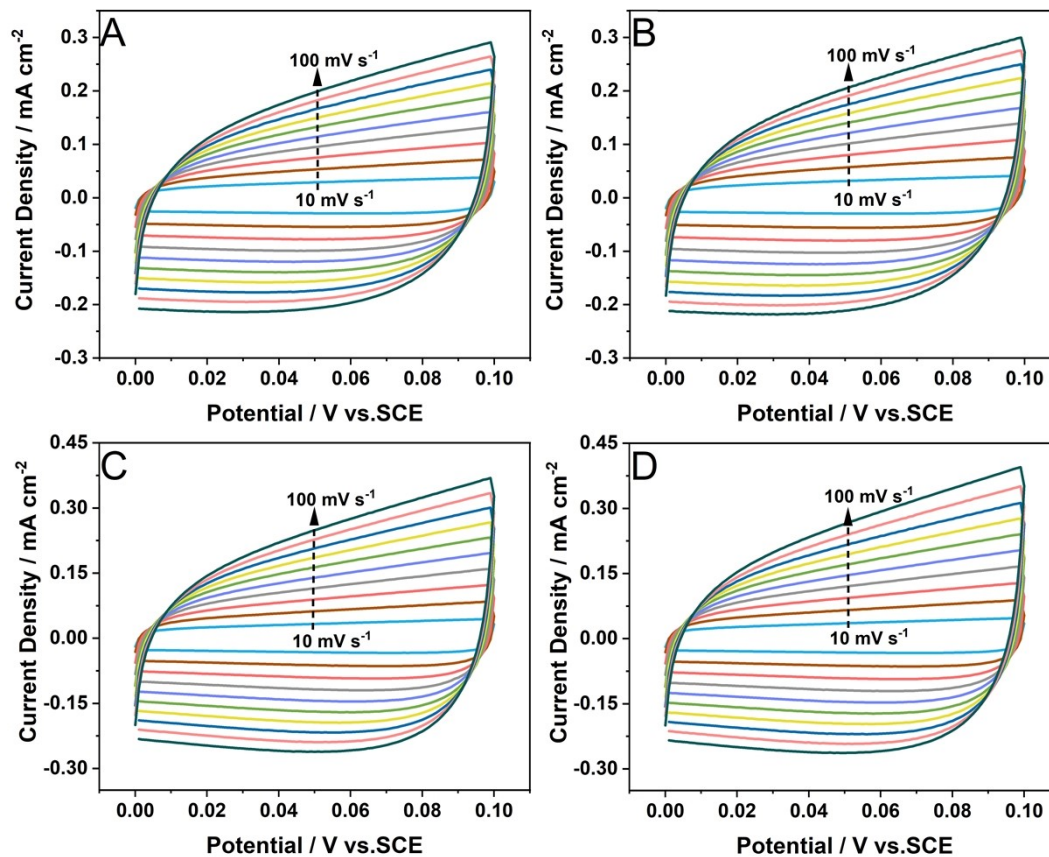 A
0.3
0.2
0.1
0.0
-0.1
-0.2
-0.3
Current Density / mA cm⁻²
100 mV s⁻¹
10 mV s⁻¹
0.00 0.02 0.04 0.06 0.08 0.10
Potential / V vs.SCE
B
0.3
0.2
0.1
0.0
-0.1
-0.2
-0.3
Current Density / mA cm⁻²
100 mV s⁻¹
10 mV s⁻¹
0.00 0.02 0.04 0.06 0.08 0.10
Potential / V vs.SCE
C
0.45
0.30
0.15
0.00
-0.15
-0.30
Current Density / mA cm⁻²
100 mV s⁻¹
10 mV s⁻¹
0.00 0.02 0.04 0.06 0.08 0.10
Potential / V vs.SCE
D
0.45
0.30
0.15
0.00
-0.15
-0.30
Current Density / mA cm⁻²
100 mV s⁻¹
10 mV s⁻¹
0.00 0.02 0.04 0.06 0.08 0.10
Potential / V vs.SCE